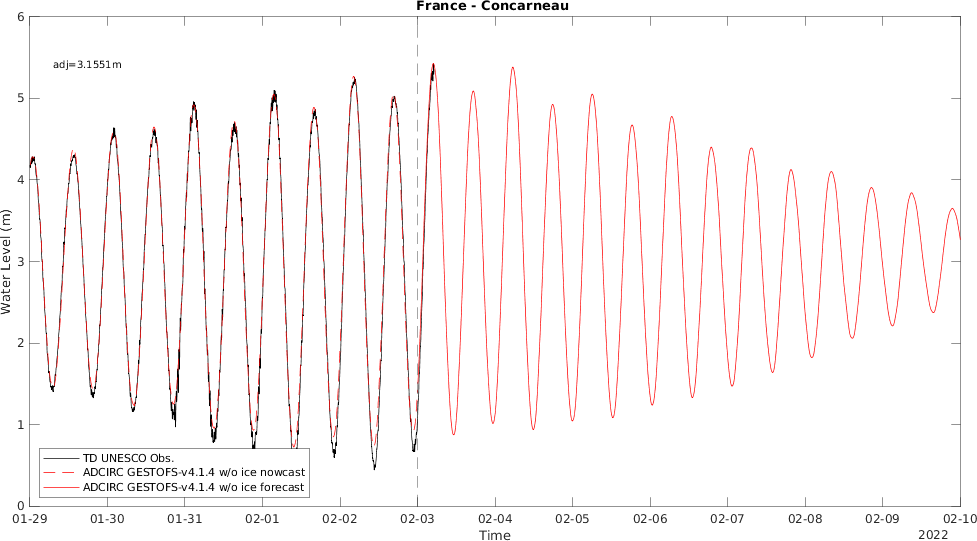 France - Concarneau
adj=3.1551m
6
5
4
3
2
1
0
Water Level (m)
TD UNESCO Obs.
ADCIRC GESTOFS-v4.1.4 w/o ice nowcast
ADCIRC GESTOFS-v4.1.4 w/o ice forecast
01-29 01-30 01-31 02-01 02-02 02-03 02-04 02-05 02-06 02-07 02-08 02-09 02-10
Time
2022